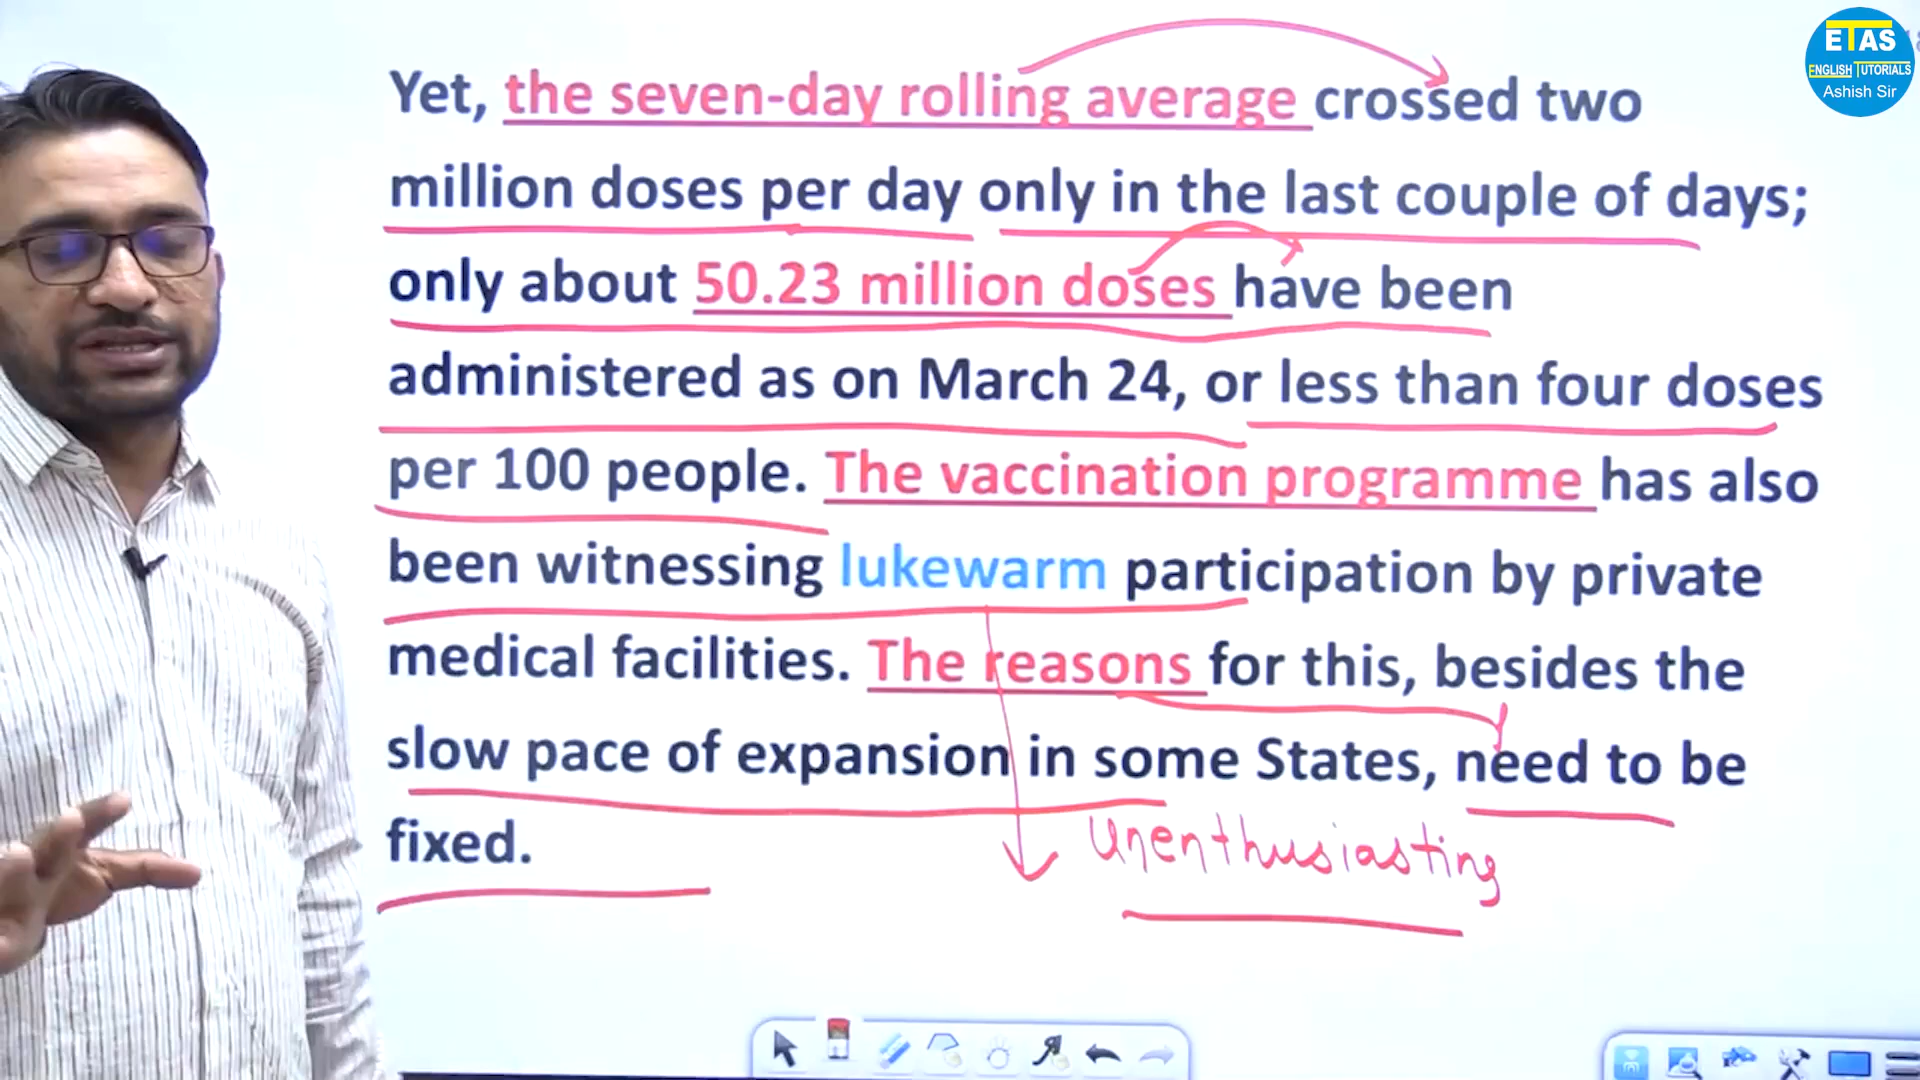 Yet, the seven-day rolling average crossed two
million doses per day only in the last couple of days;
only about 50.23 million doses have been
administered as on March 24, or less than four doses
per 100 people. The vaccination programme has also
been witnessing lukewarm participation by private
medical facilities. The reasons for this, besides the
slow pace of expansion in some States, need to be
fixed.
Unenthusiasting
ETAS
ENGLISH TUTORIALS
Ashish Sir